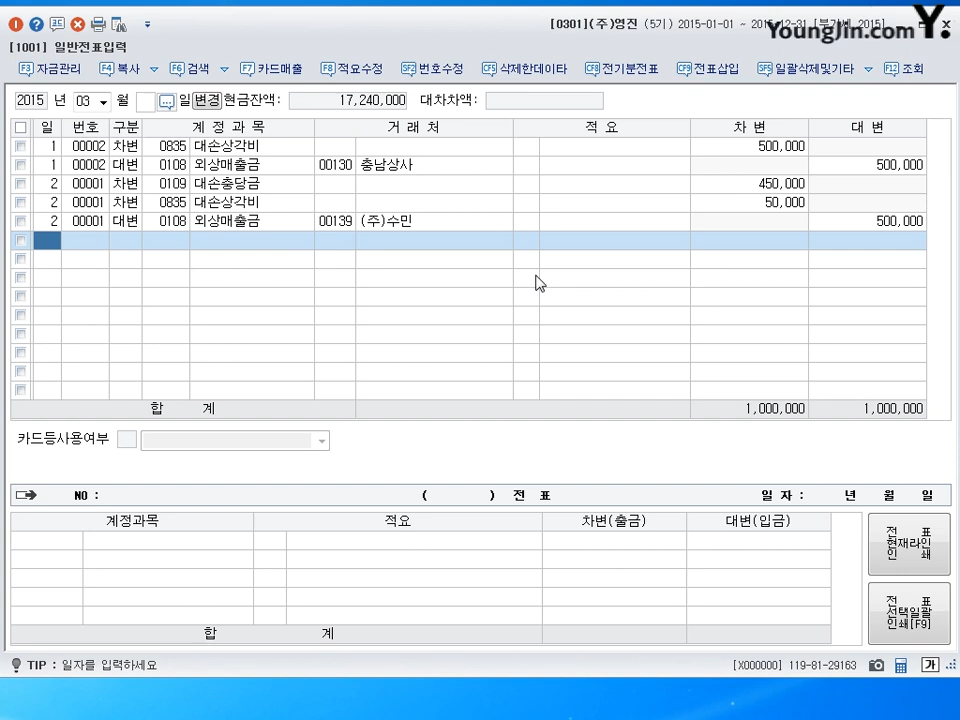 [0301](주)영진 (5기) 2015-01-01 ~ 2015-12-31 [부가세 2015]
YoungJin.com Y.
[1001] 일반전표입력
F3 자금관리 F4 복사 F6 검색 F7 카드매출 F8 적요수정 SF2 번호수정 CF5 삭제한데이타 CF8 전기분전표 CF9 전표삽입 SF5 일괄삭제및기타 F12 조회
2015 년 03 월 일 변경 현금잔액: 17,240,000 대차차액:
일 번호 구분 계 정 과 목 거 래 처 적 요 차 변 대 변
1 00002 차변 0835 대손상각비 500,000
1 00002 대변 0108 외상매출금 00130 충남상사 500,000
2 00001 차변 0109 대손충당금 450,000
2 00001 차변 0835 대손상각비 50,000
2 00001 대변 0108 외상매출금 00139 (주)수민 500,000
합 계 1,000,000 1,000,000
카드등사용여부
NO : ( ) 전 표 일 자 : 년 월 일
계정과목 적요 차변(출금) 대변(입금)
전 표
현재라인
인 쇄
전 표
선택일괄
인쇄[F9]
합 계
TIP : 일자를 입력하세요 [X000000] 119-81-29163 가